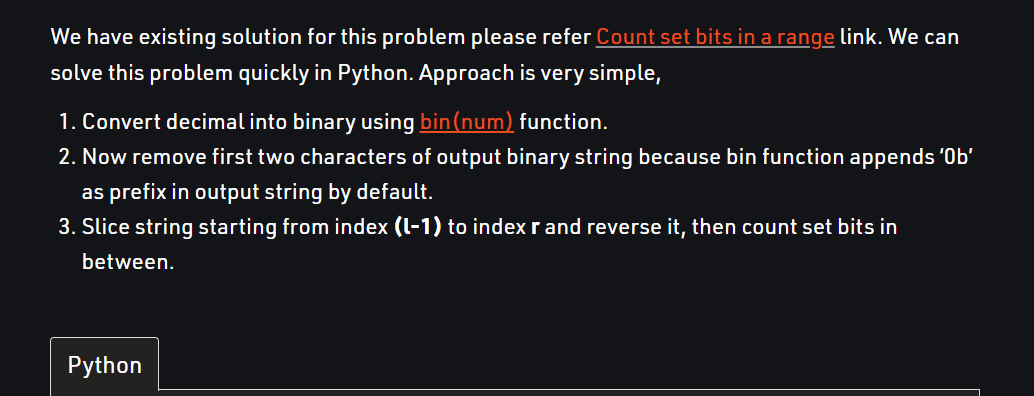 We have existing solution for this problem please refer Count set bits in a range link. We can
solve this problem quickly in Python. Approach is very simple,
1. Convert decimal into binary using bin(num) function.
2. Now remove first two characters of output binary string because bin function appends ‘0b’
as prefix in output string by default.
3. Slice string starting from index (l-1) to index r and reverse it, then count set bits in
between.
Python